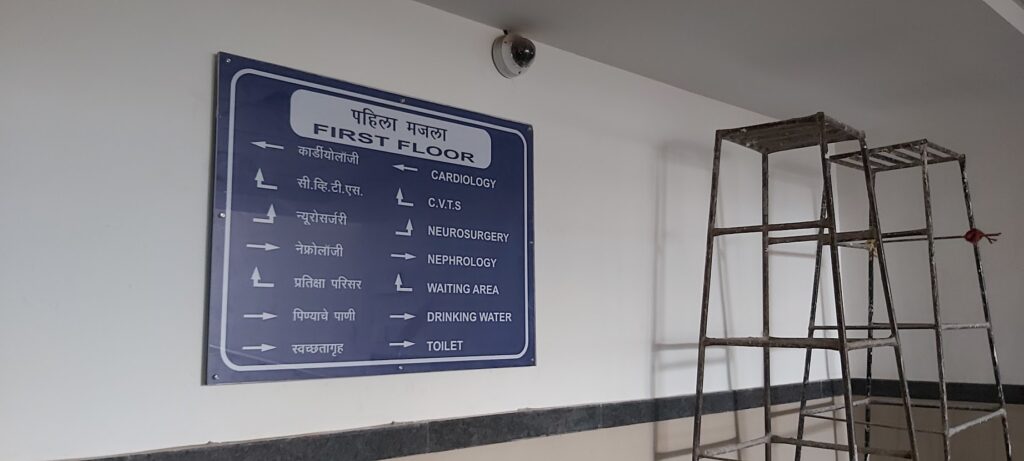 पहिला मजला
FIRST FLOOR
कार्डीयोलॉजी CARDIOLOGY
सी.व्हि.टी.एस. C.V.T.S
न्यूरोसर्जरी NEUROSURGERY
नेफ्रोलॉजी NEPHROLOGY
प्रतिक्षा परिसर WAITING AREA
पिण्याचे पाणी DRINKING WATER
स्वच्छतागृह TOILET